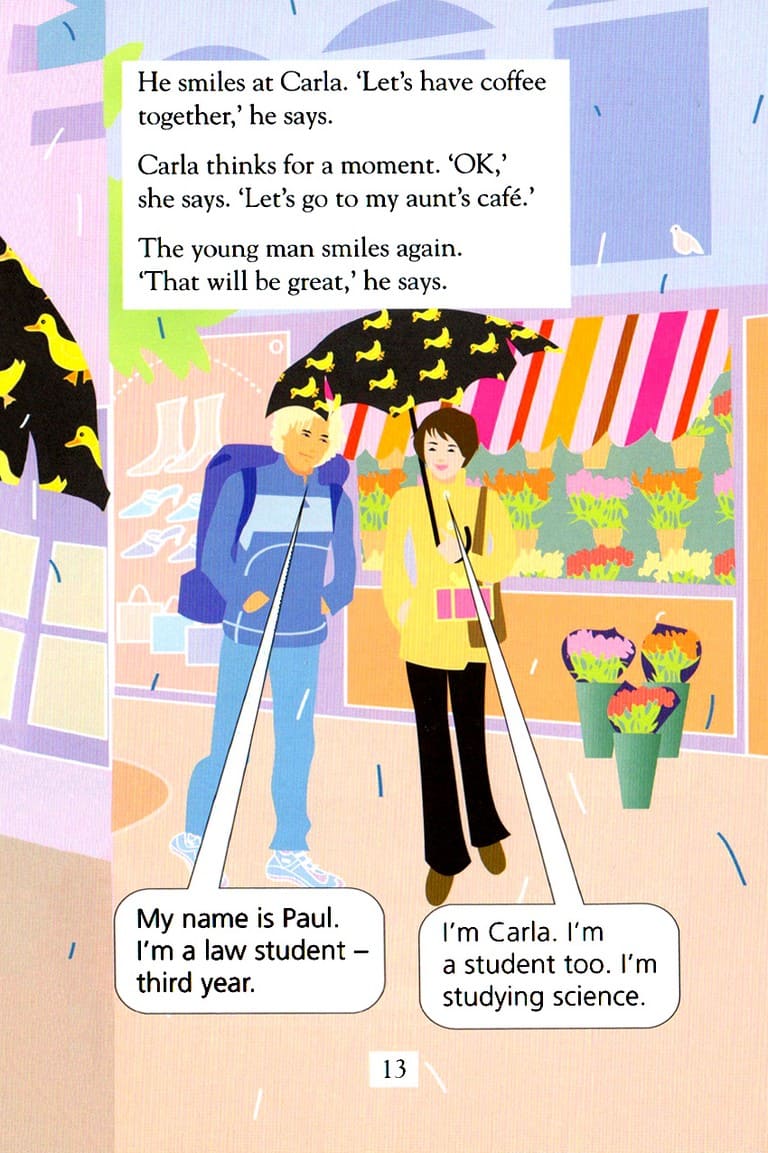 He smiles at Carla. ‘Let’s have coffee
together,’ he says.
Carla thinks for a moment. ‘OK,’
she says. ‘Let’s go to my aunt’s café.’
The young man smiles again.
‘That will be great,’ he says.
My name is Paul.
I’m a law student –
third year.
I’m Carla. I’m
a student too. I’m
studying science.
13